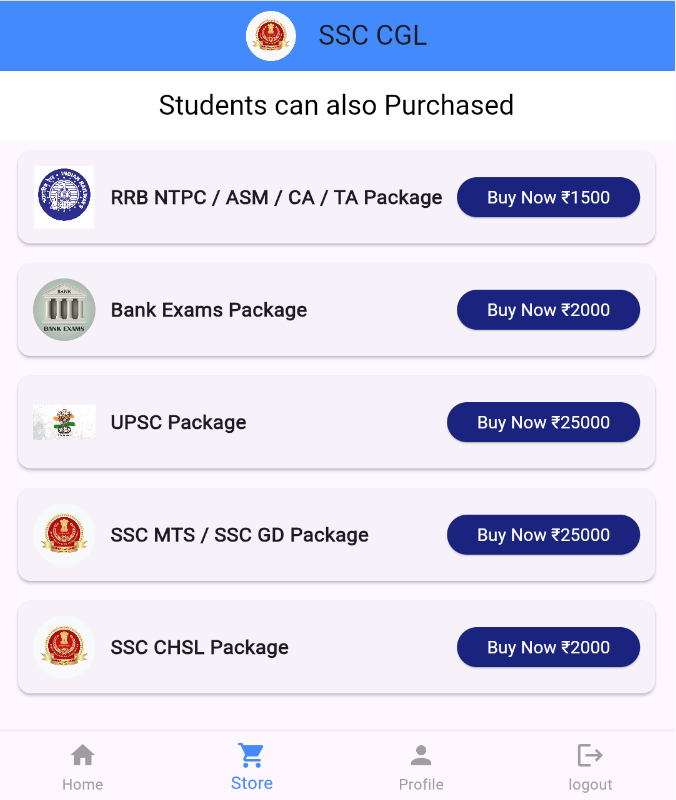 SSC CGL
Students can also Purchased
RRB NTPC / ASM / CA / TA Package
Buy Now ₹1500
BANK
BANK EXAMS
Bank Exams Package
Buy Now ₹2000
UPSC Package
Buy Now ₹25000
SSC MTS / SSC GD Package
Buy Now ₹25000
SSC CHSL Package
Buy Now ₹2000
Home
Store
Profile
logout